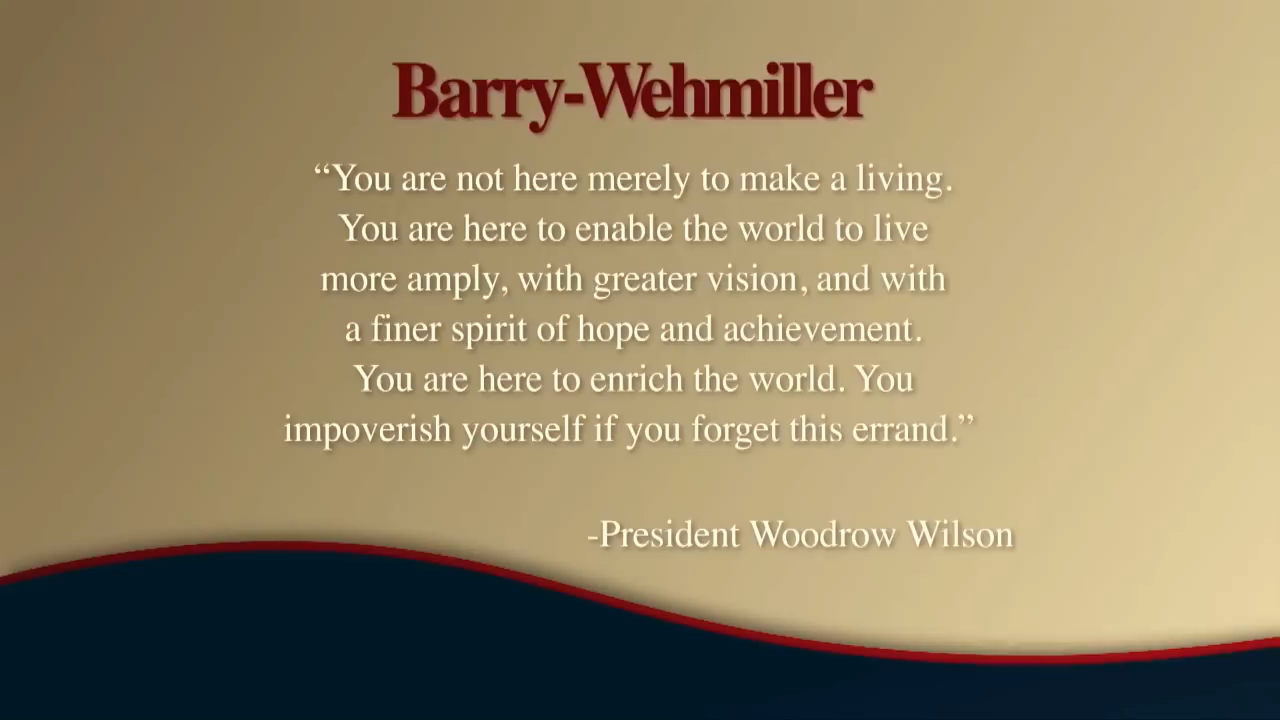 Barry-Wehmiller
“You are not here merely to make a living.
You are here to enable the world to live
more amply, with greater vision, and with
a finer spirit of hope and achievement.
You are here to enrich the world. You
impoverish yourself if you forget this errand.”
-President Woodrow Wilson